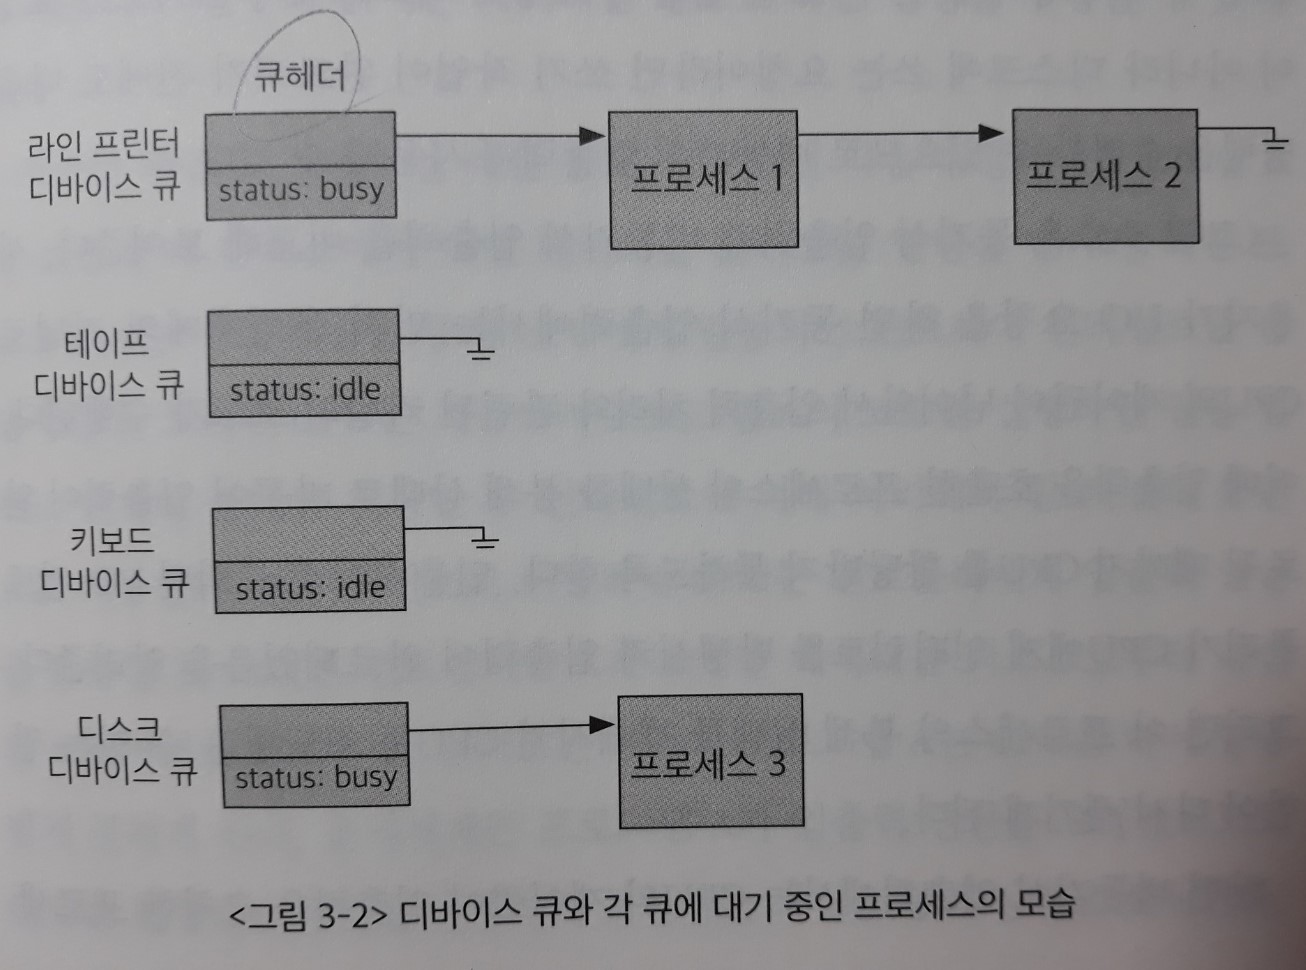 큐헤더
라인 프린터
디바이스 큐
status: busy
프로세스 1
프로세스 2
테이프
디바이스 큐
status: idle
키보드
디바이스 큐
status: idle
디스크
디바이스 큐
status: busy
프로세스 3
<그림 3-2> 디바이스 큐와 각 큐에 대기 중인 프로세스의 모습